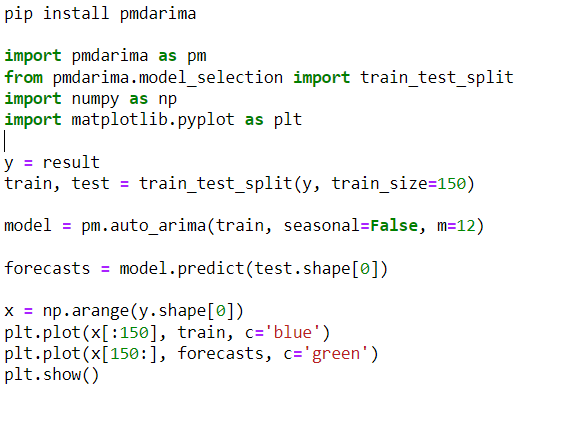 pip install pmdarima
import pmdarima as pm
from pmdarima.model_selection import train_test_split
import numpy as np
import matplotlib.pyplot as plt
y = result
train, test = train_test_split(y, train_size=150)
model = pm.auto_arima(train, seasonal=False, m=12)
forecasts = model.predict(test.shape[0])
x = np.arange(y.shape[0])
plt.plot(x[:150], train, c='blue')
plt.plot(x[150:], forecasts, c='green')
plt.show()